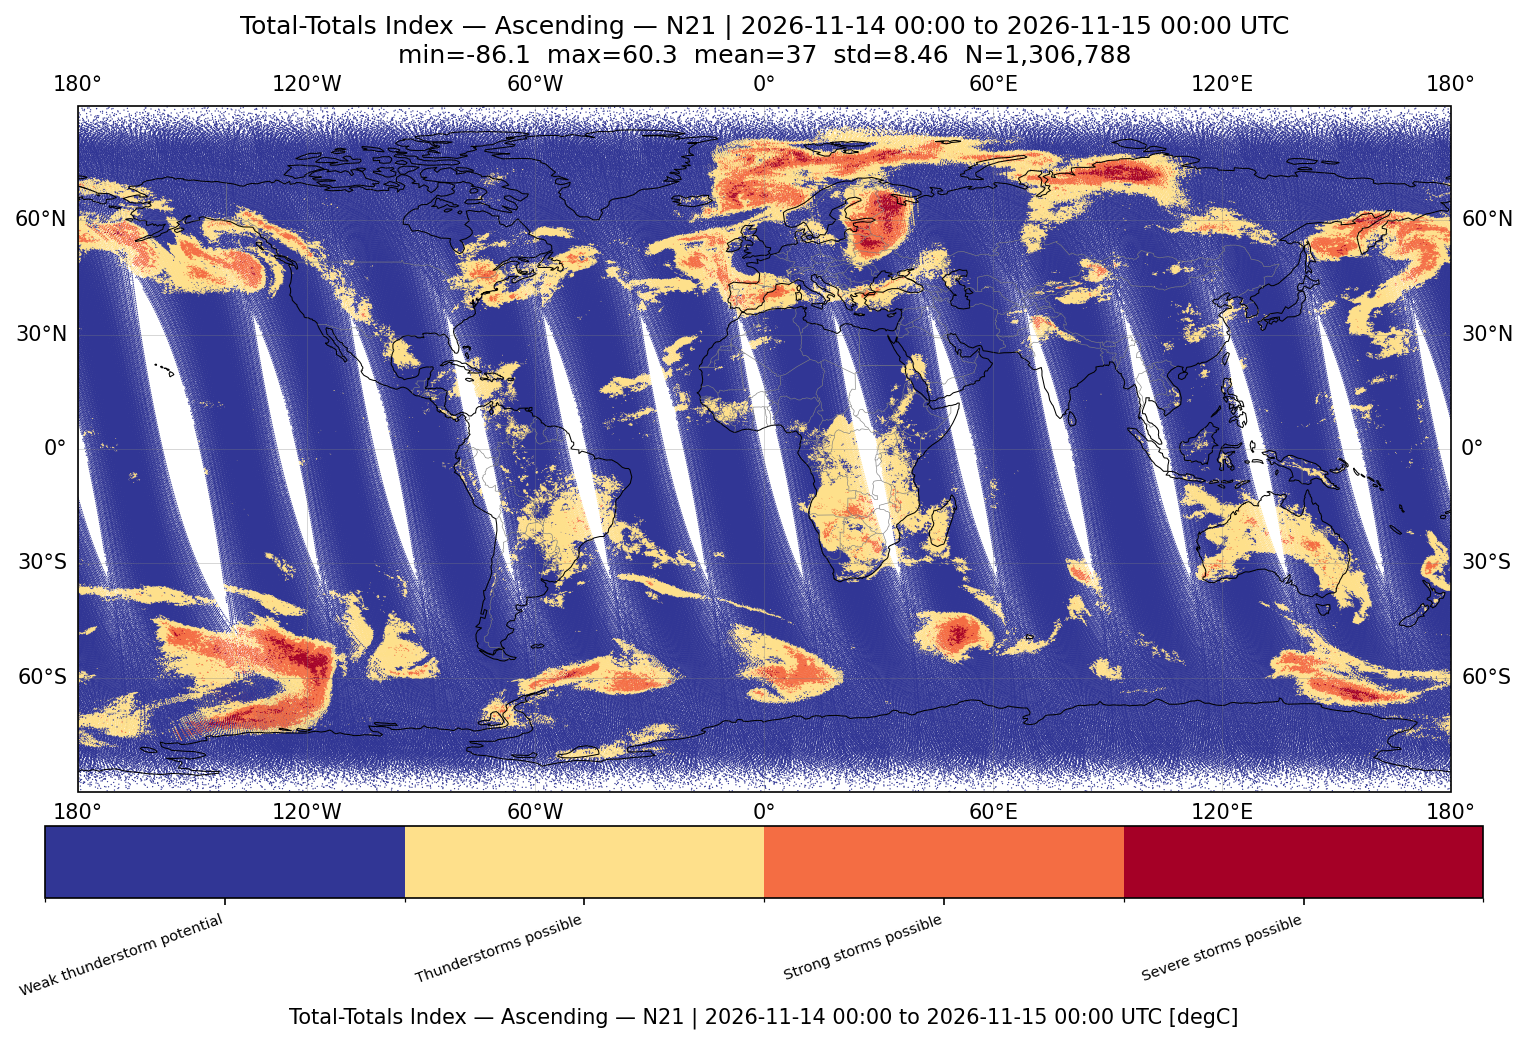 Total-Totals Index — Ascending — N21 | 2026-11-14 00:00 to 2026-11-15 00:00 UTC
min=-86.1  max=60.3  mean=37  std=8.46  N=1,306,788
180° 120°W 60°W 0° 60°E 120°E 180°
60°N 60°N
30°N 30°N
0° 0°
30°S 30°S
60°S 60°S
180° 120°W 60°W 0° 60°E 120°E 180°
Weak thunderstorm potential
Thunderstorms possible
Strong storms possible
Severe storms possible
Total-Totals Index — Ascending — N21 | 2026-11-14 00:00 to 2026-11-15 00:00 UTC [degC]